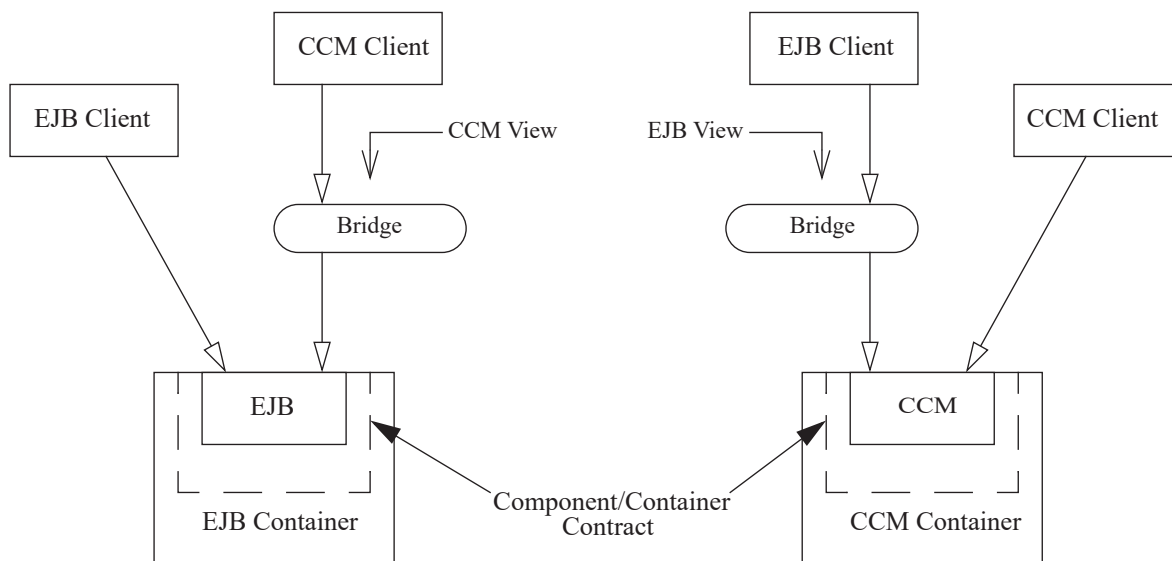 CCM Client
EJB Client
EJB Client
CCM Client
CCM View
EJB View
Bridge
Bridge
EJB
CCM
Component/Container
Contract
EJB Container
CCM Container